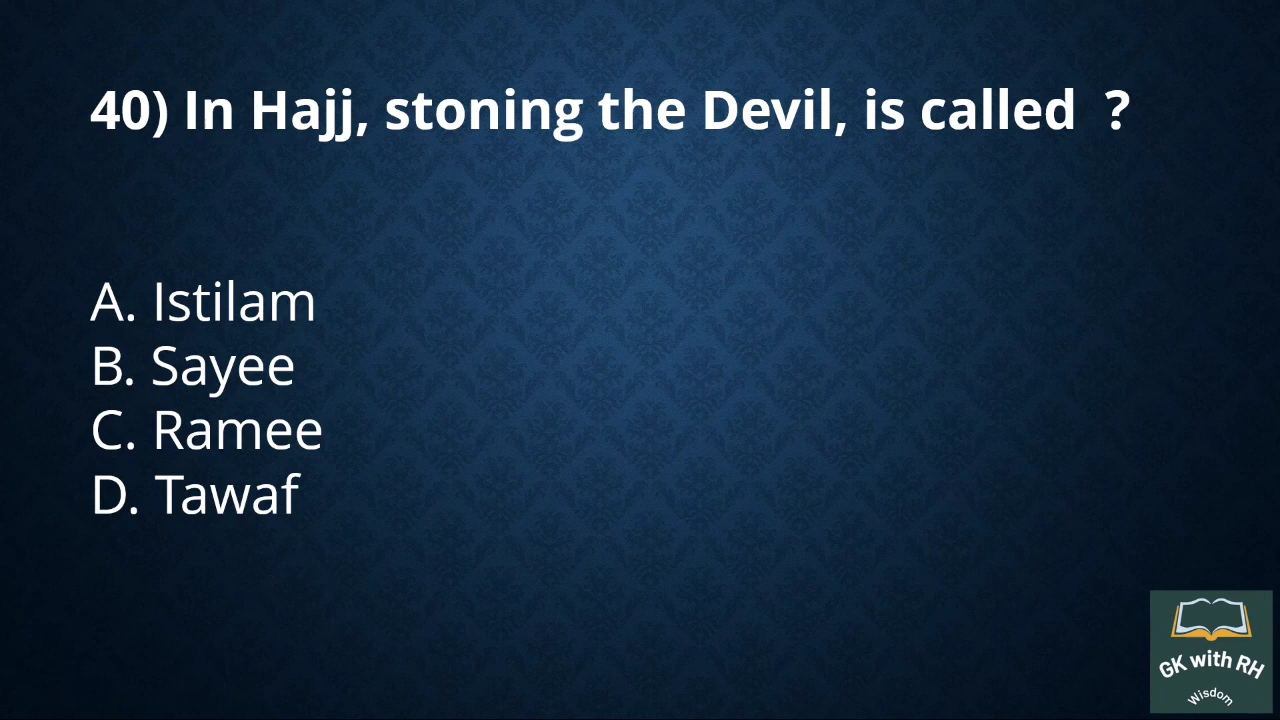 40) In Hajj, stoning the Devil, is called  ?
A. Istilam
B. Sayee
C. Ramee
D. Tawaf
GK with RH
Wisdom